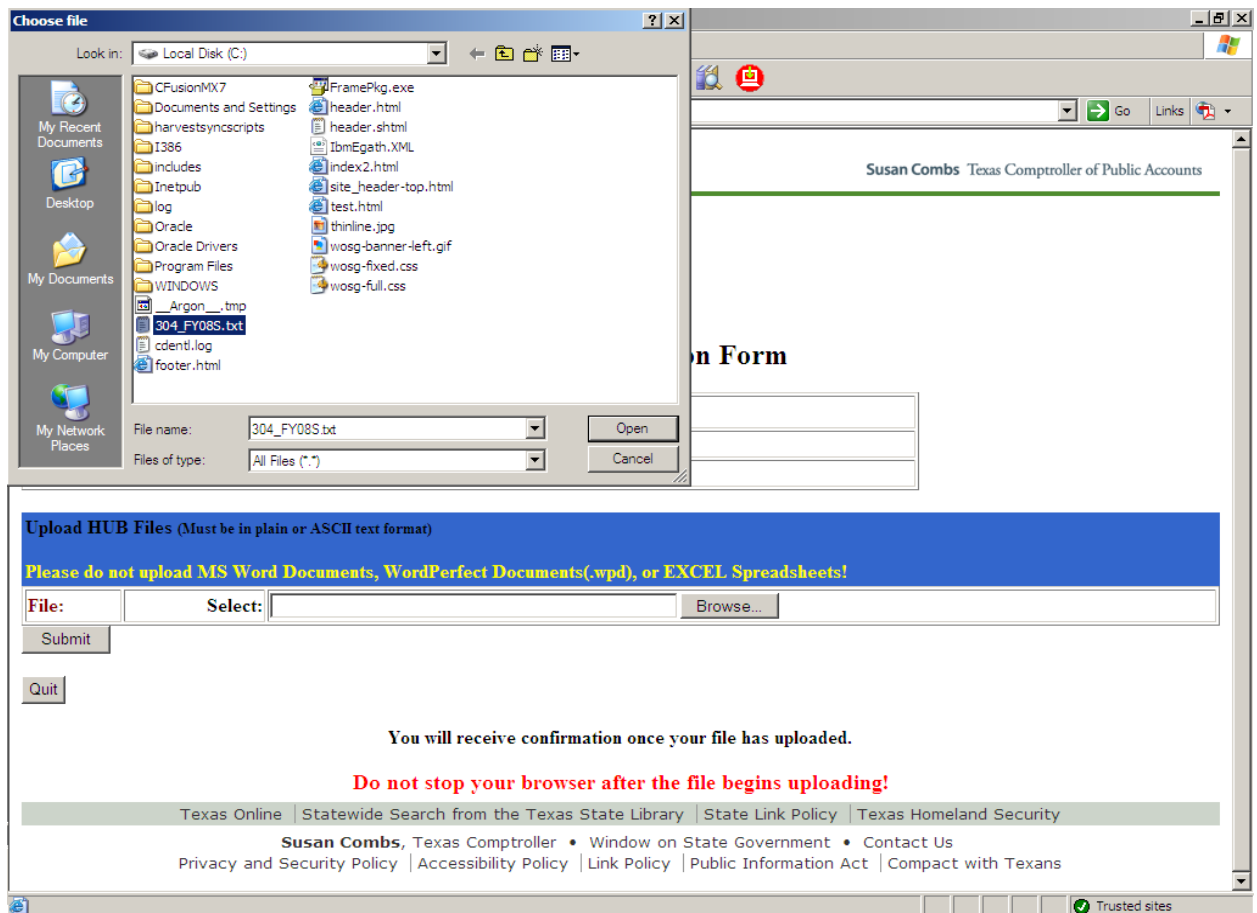 Choose file
Look in: Local Disk (C:)
My Recent Documents
Desktop
My Documents
My Computer
My Network Places
CFusionMX7
Documents and Settings
harvestsyncscripts
I386
includes
Inetpub
log
Oracle
Oracle Drivers
Program Files
WINDOWS
__Argon__.tmp
304_FY08S.txt
cdentl.log
footer.html
FramePkg.exe
header.html
header.shtml
IbmEgath.XML
index2.html
site_header-top.html
test.html
thinline.jpg
wosg-banner-left.gif
wosg-fixed.css
wosg-full.css
File name: 304_FY08S.txt Open
Files of type: All Files (*.*) Cancel
Go Links
Susan Combs Texas Comptroller of Public Accounts
on Form
Upload HUB Files (Must be in plain or ASCII text format)
Please do not upload MS Word Documents, WordPerfect Documents(.wpd), or EXCEL Spreadsheets!
File: Select: Browse...
Submit
Quit
You will receive confirmation once your file has uploaded.
Do not stop your browser after the file begins uploading!
Texas Online | Statewide Search from the Texas State Library | State Link Policy | Texas Homeland Security
Susan Combs, Texas Comptroller • Window on State Government • Contact Us
Privacy and Security Policy | Accessibility Policy | Link Policy | Public Information Act | Compact with Texans
Trusted sites